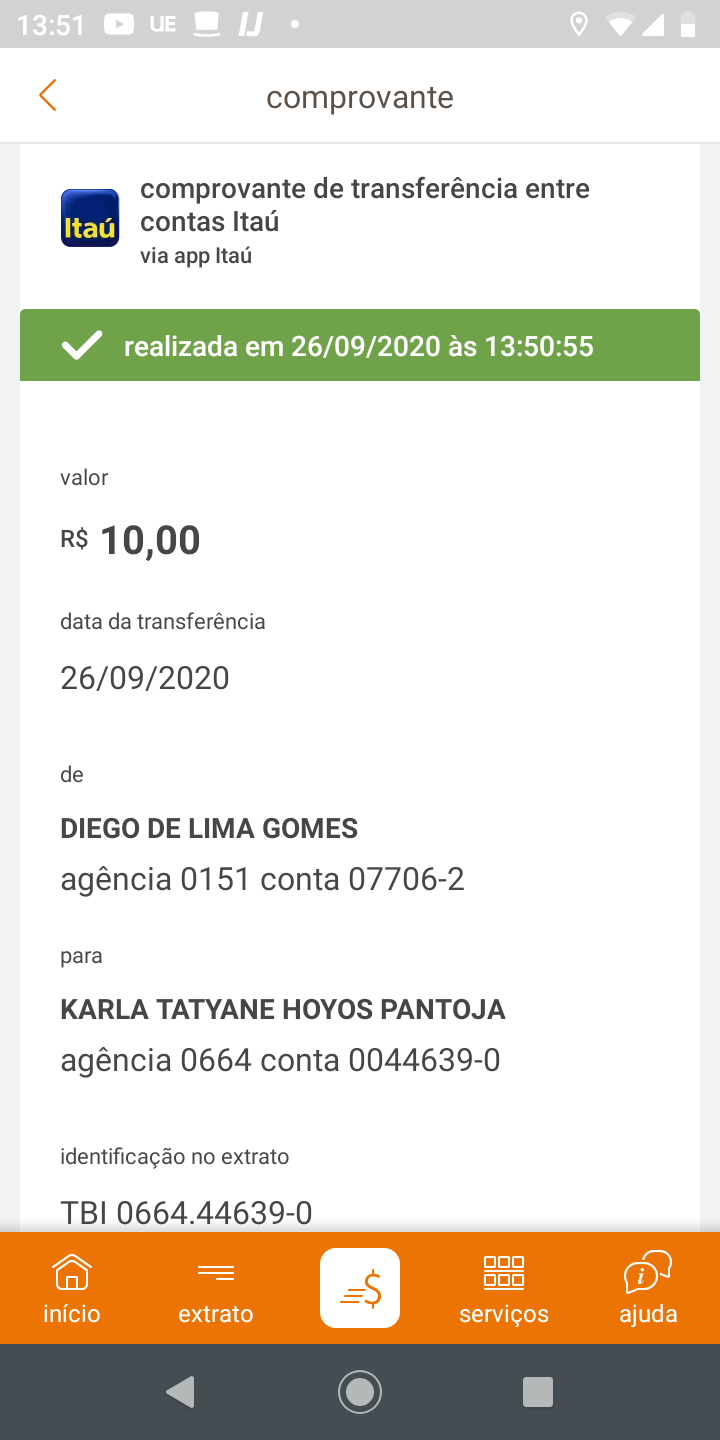 13:51 UE
comprovante
comprovante de transferência entre
contas Itaú
Itaú
via app Itaú
realizada em 26/09/2020 às 13:50:55
valor
R$ 10,00
data da transferência
26/09/2020
de
DIEGO DE LIMA GOMES
agência 0151 conta 07706-2
para
KARLA TATYANE HOYOS PANTOJA
agência 0664 conta 0044639-0
identificação no extrato
TBI 0664.44639-0
início extrato serviços ajuda